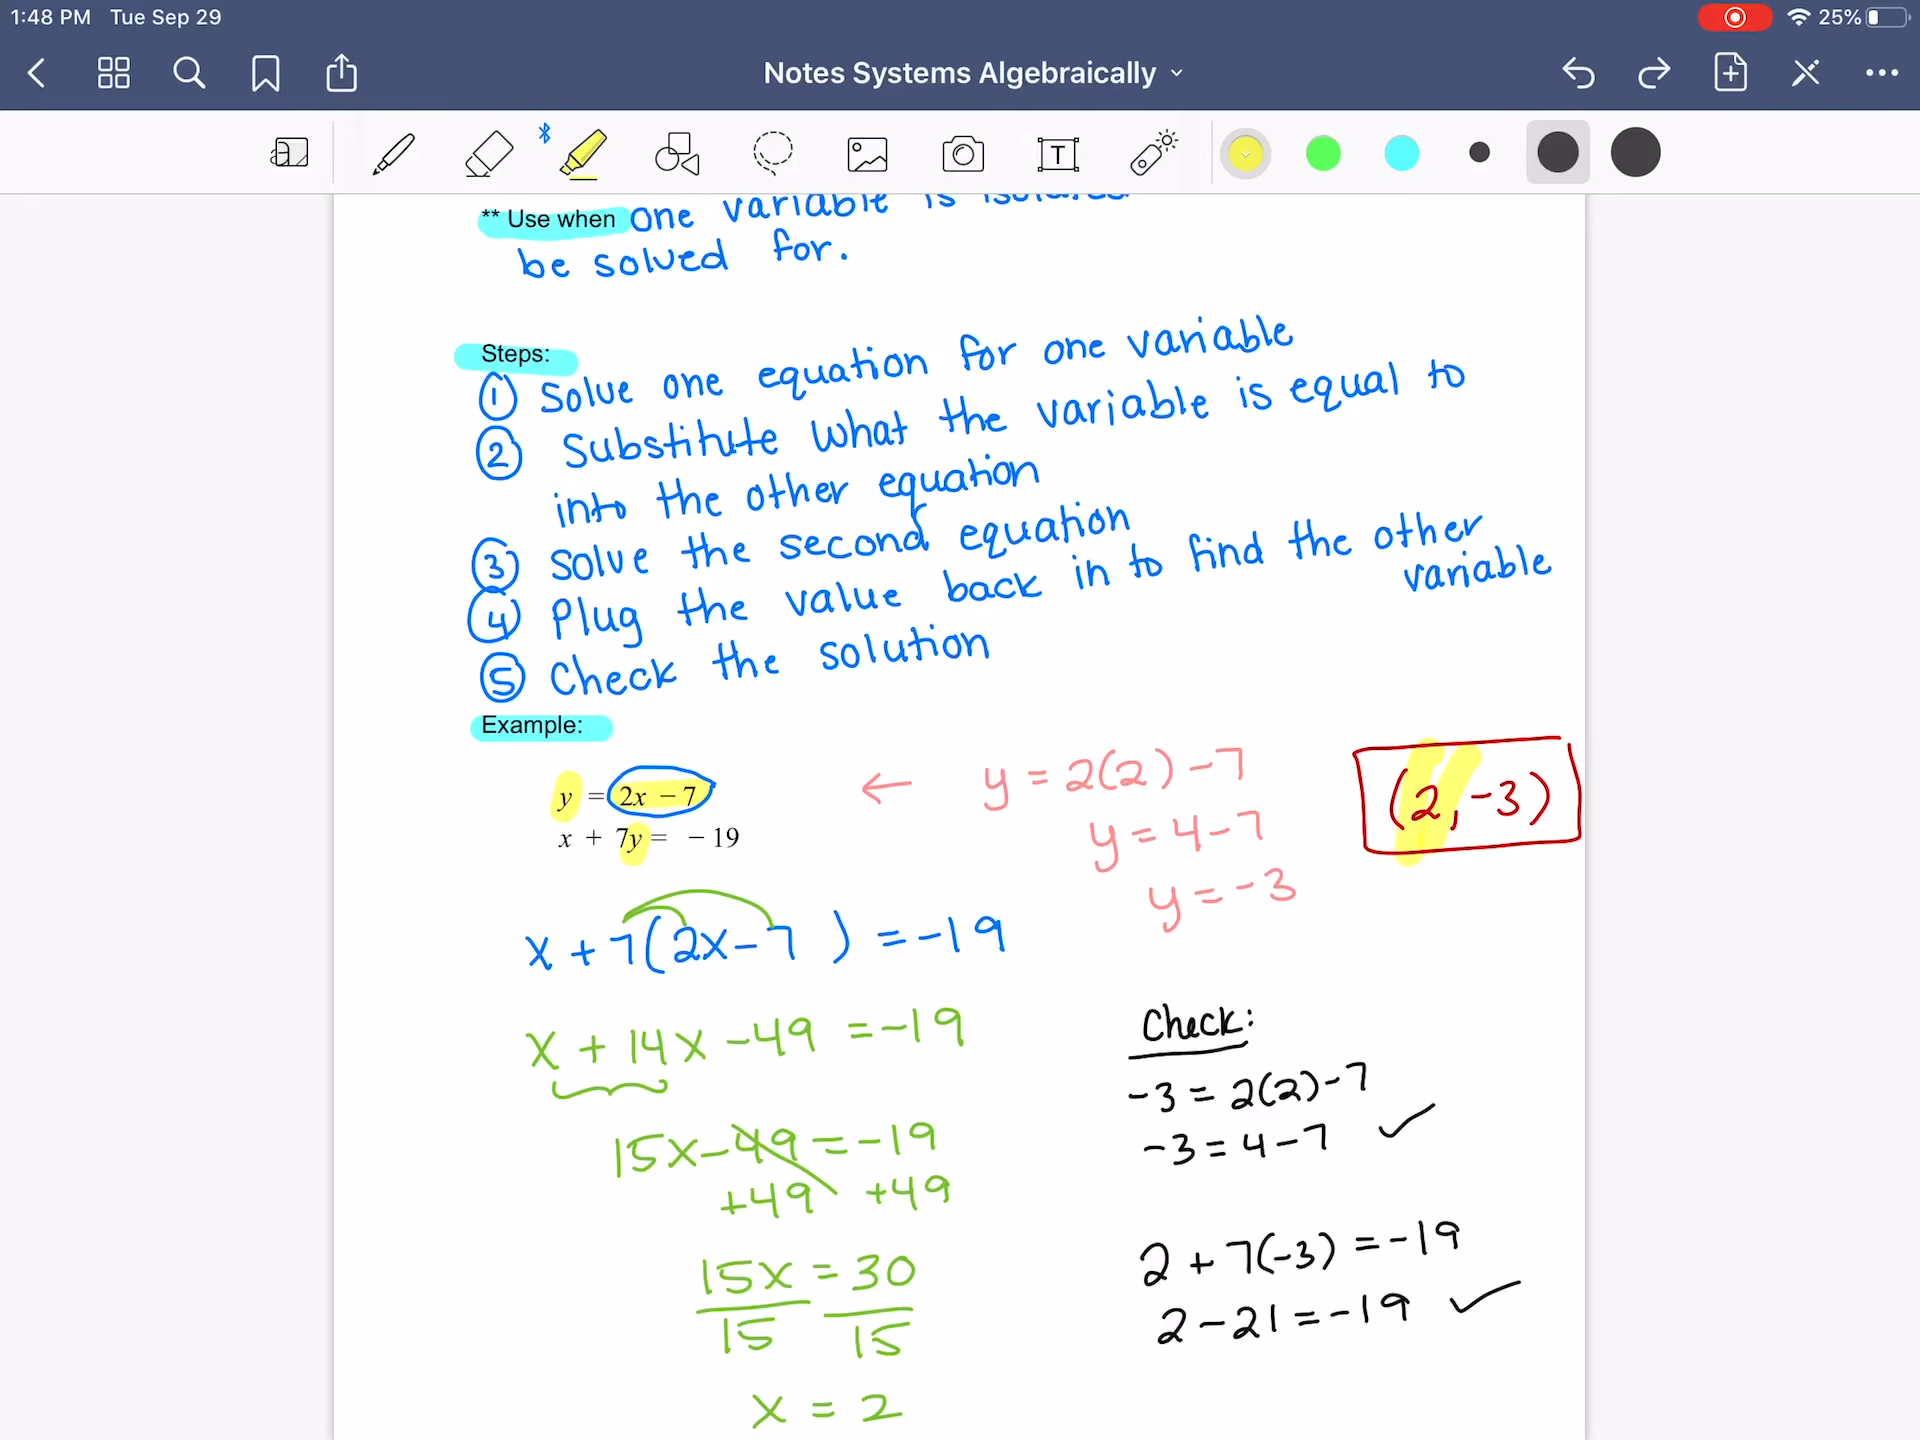 1:48 PM Tue Sep 29
25%
Notes Systems Algebraically
T
** Use when one variable is isolated
be solved for.
Steps:
① Solve one equation for one variable
② Substitute what the variable is equal to
into the other equation
③ Solve the second equation
④ Plug the value back in to find the other
variable
⑤ Check the solution
Example:
y = 2x − 7
x + 7y = − 19
← y = 2(2) - 7
y = 4 - 7
y = -3
(2, -3)
x + 7(2x - 7 ) = -19
x + 14x - 49 = -19
15x - 49 = -19
+49 +49
15x = 30
15 15
x = 2
Check:
-3 = 2(2) - 7
-3 = 4 - 7 ✓
2 + 7(-3) = -19
2 - 21 = -19 ✓